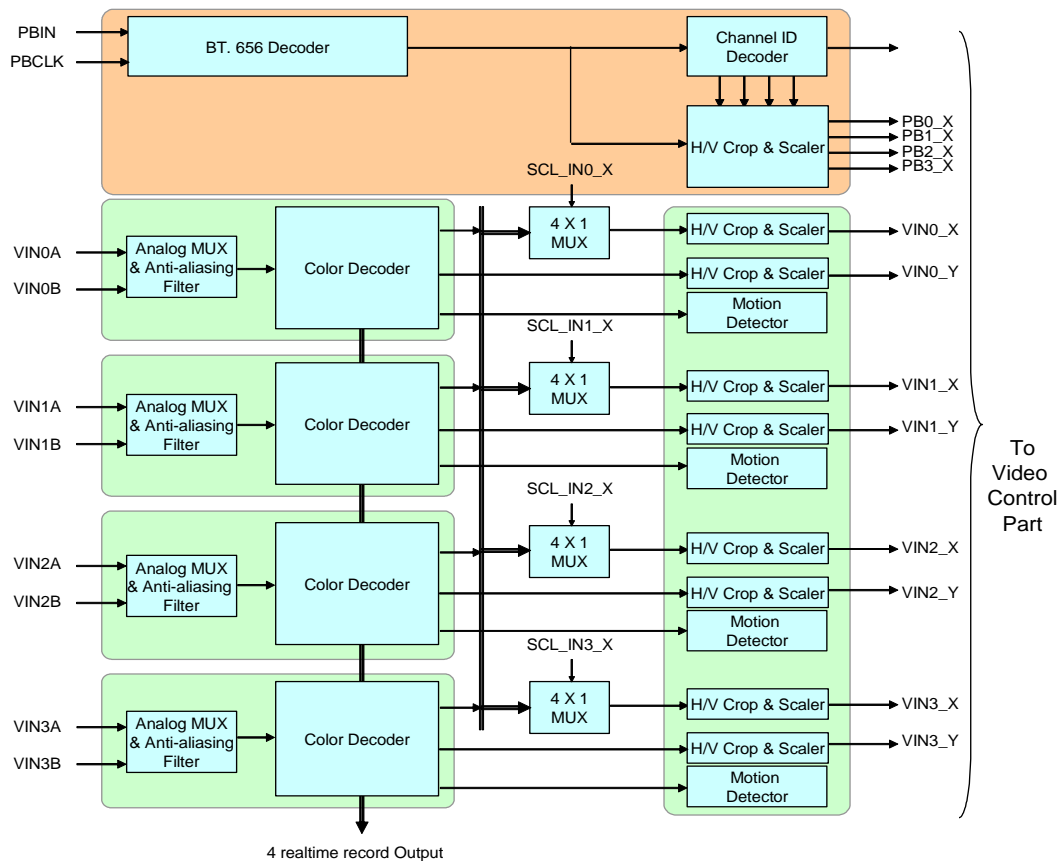 PBIN
PBCLK
BT. 656 Decoder
Channel ID
Decoder
H/V Crop & Scaler
PB0_X
PB1_X
PB2_X
PB3_X
SCL_IN0_X
VIN0A
VIN0B
Analog MUX
& Anti-aliasing
Filter
Color Decoder
4 X 1
MUX
H/V Crop & Scaler
H/V Crop & Scaler
Motion
Detector
VIN0_X
VIN0_Y
SCL_IN1_X
VIN1A
VIN1B
Analog MUX
& Anti-aliasing
Filter
Color Decoder
4 X 1
MUX
H/V Crop & Scaler
H/V Crop & Scaler
Motion
Detector
VIN1_X
VIN1_Y
SCL_IN2_X
VIN2A
VIN2B
Analog MUX
& Anti-aliasing
Filter
Color Decoder
4 X 1
MUX
H/V Crop & Scaler
H/V Crop & Scaler
Motion
Detector
VIN2_X
VIN2_Y
SCL_IN3_X
VIN3A
VIN3B
Analog MUX
& Anti-aliasing
Filter
Color Decoder
4 X 1
MUX
H/V Crop & Scaler
H/V Crop & Scaler
Motion
Detector
VIN3_X
VIN3_Y
To
Video
Control
Part
4 realtime record Output